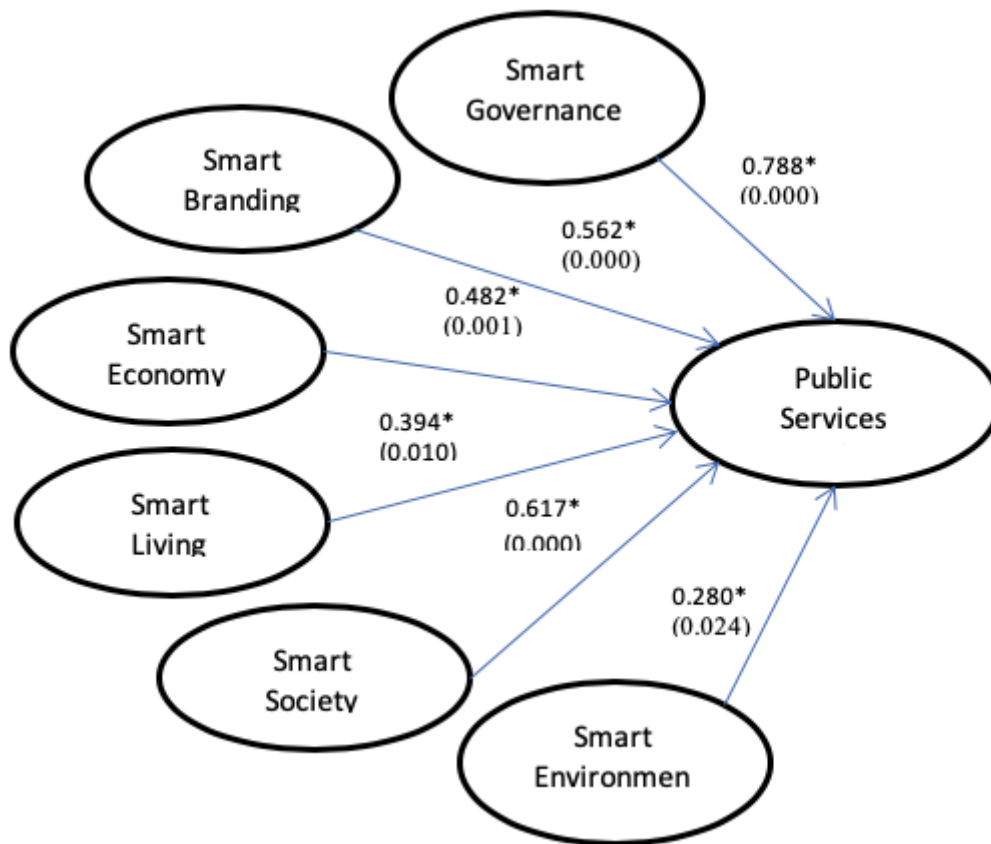 Smart
Governance
0.788*
(0.000)
Smart
Branding
0.562*
(0.000)
0.482*
(0.001)
Smart
Economy
Public
Services
0.394*
(0.010)
Smart
Living
0.617*
(0.000)
0.280*
(0.024)
Smart
Society
Smart
Environmen